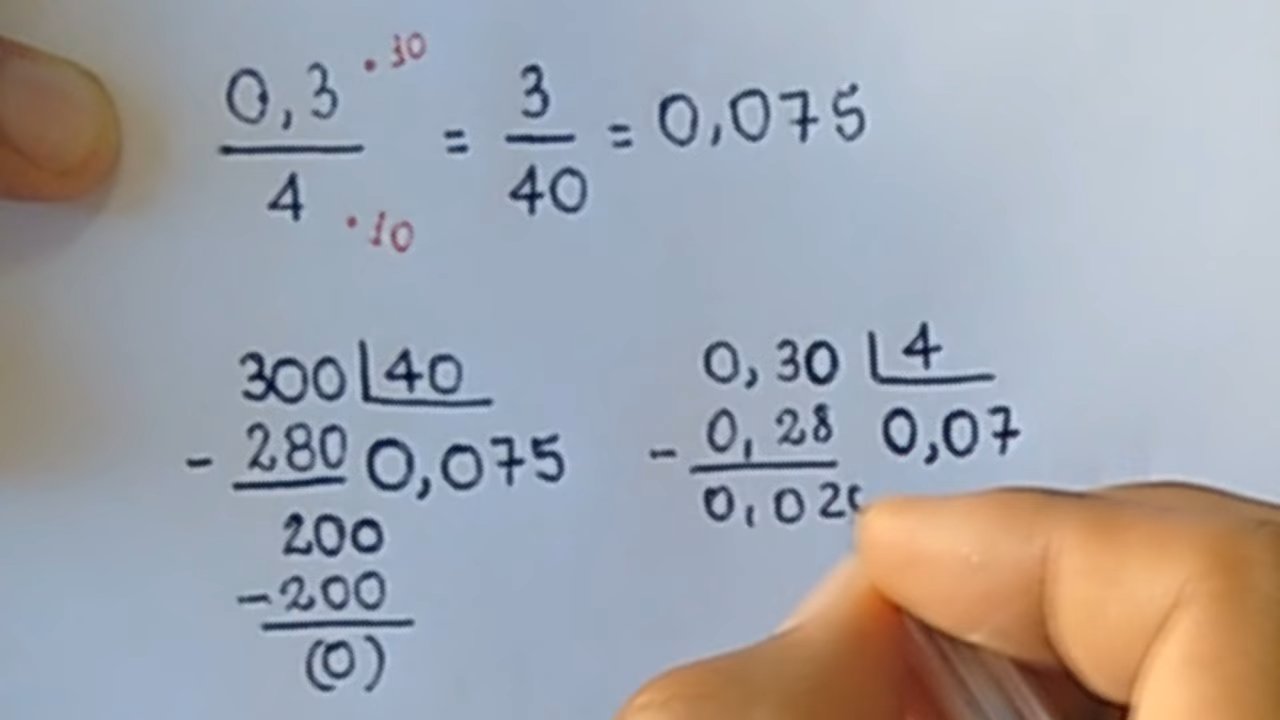 0,3 · 30
— = 3/40 = 0,075
4 · 10
300 |40
- 280 0,075
200
-200
(0)
0,30 |4
- 0,28 0,07
0,02